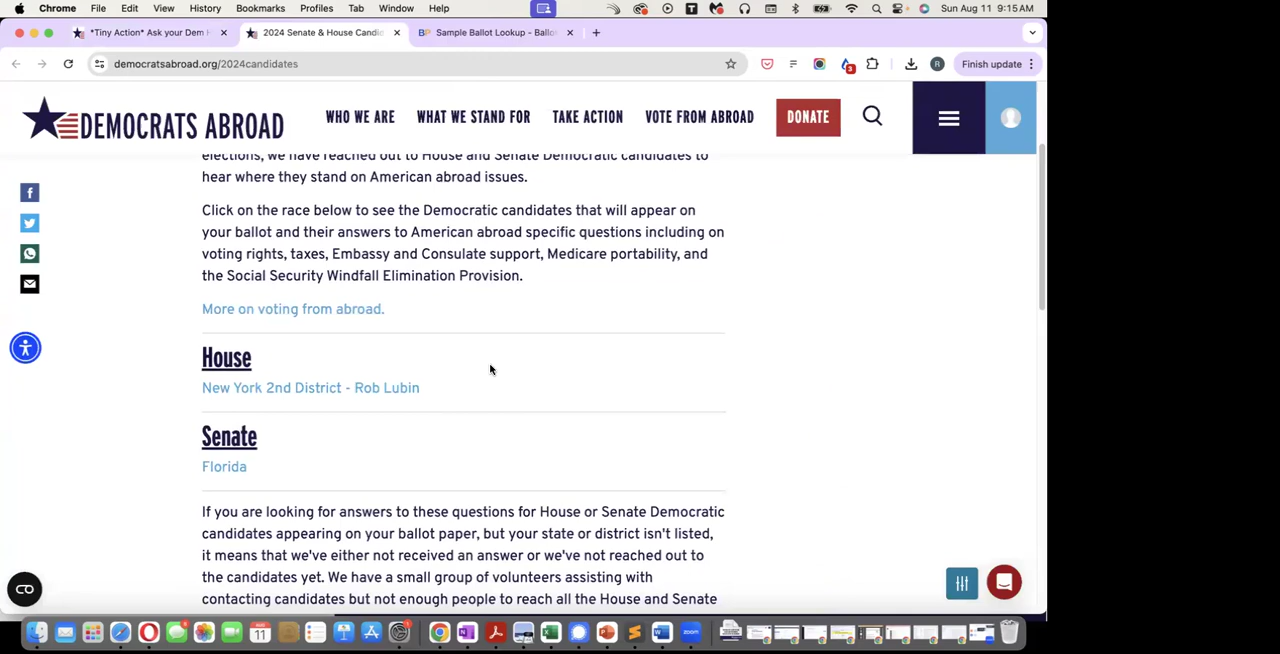 Chrome File Edit View History Bookmarks Profiles Tab Window Help Sun Aug 11 9:15 AM
*Tiny Action* Ask your Dem H
2024 Senate & House Candid
Sample Ballot Lookup - Ballot
democratsabroad.org/2024candidates
3
R
Finish update
DEMOCRATS ABROAD
WHO WE ARE WHAT WE STAND FOR TAKE ACTION VOTE FROM ABROAD DONATE
elections, we have reached out to House and Senate Democratic candidates to
hear where they stand on American abroad issues.
Click on the race below to see the Democratic candidates that will appear on
your ballot and their answers to American abroad specific questions including on
voting rights, taxes, Embassy and Consulate support, Medicare portability, and
the Social Security Windfall Elimination Provision.
More on voting from abroad.
House
New York 2nd District - Rob Lubin
Senate
Florida
If you are looking for answers to these questions for House or Senate Democratic
candidates appearing on your ballot paper, but your state or district isn't listed,
it means that we've either not received an answer or we've not reached out to
the candidates yet. We have a small group of volunteers assisting with
contacting candidates but not enough people to reach all the House and Senate
zoom